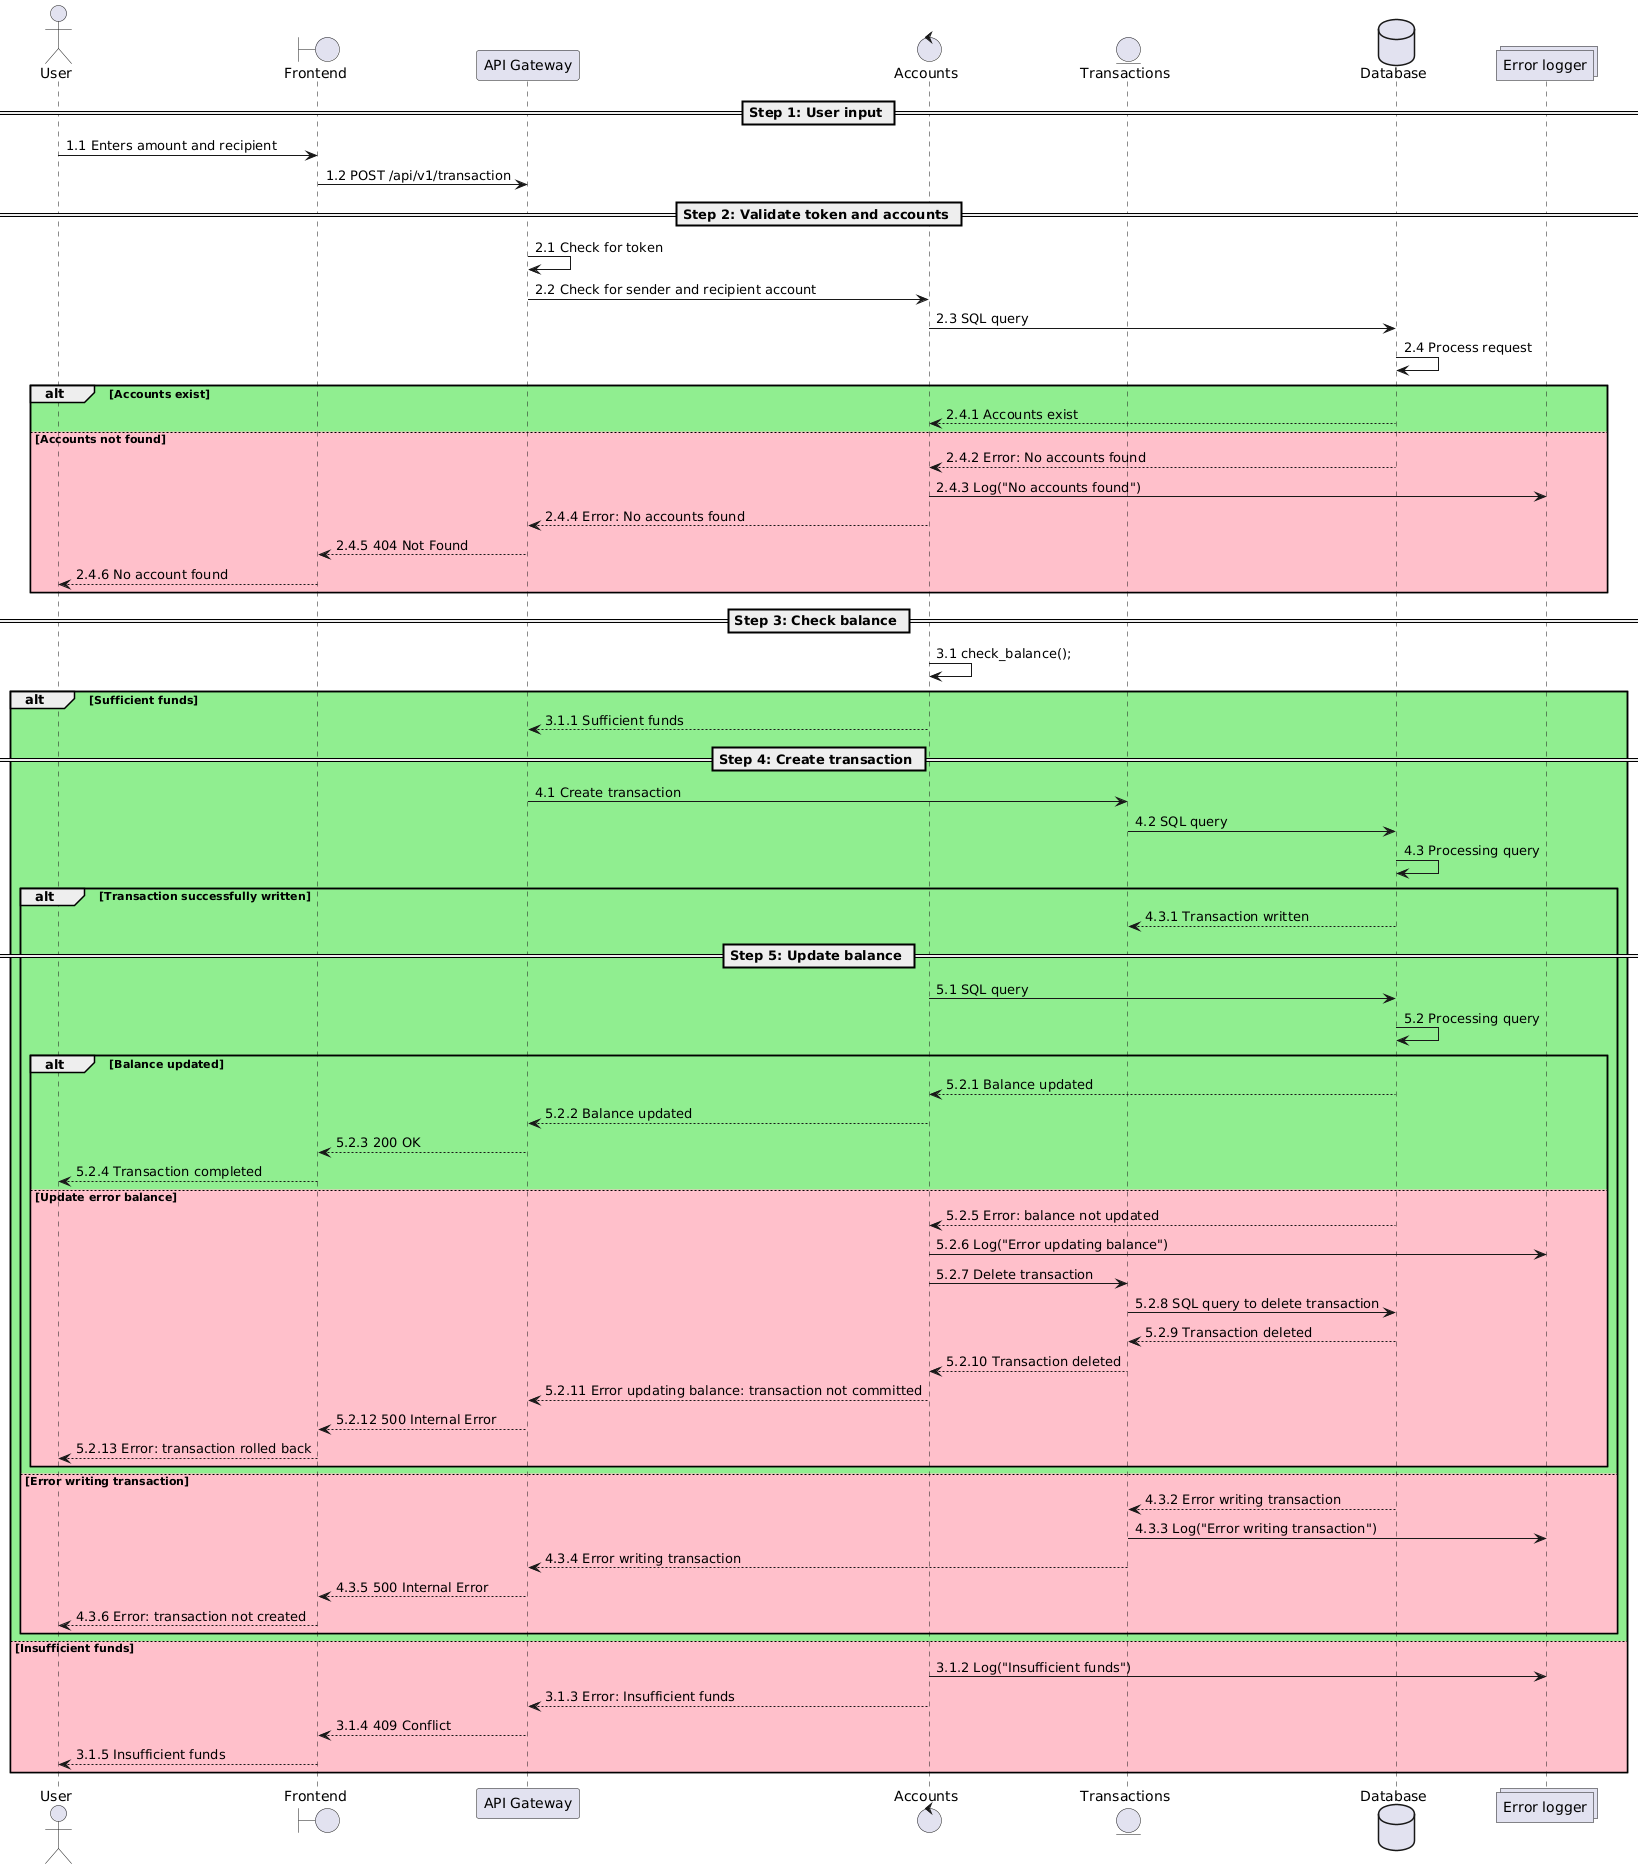 User
Frontend
API Gateway
Accounts
Transactions
Database
Error logger
Step 1: User input
1.1 Enters amount and recipient
1.2 POST /api/v1/transaction
Step 2: Validate token and accounts
2.1 Check for token
2.2 Check for sender and recipient account
2.3 SQL query
2.4 Process request
alt [Accounts exist]
2.4.1 Accounts exist
[Accounts not found]
2.4.2 Error: No accounts found
2.4.3 Log("No accounts found")
2.4.4 Error: No accounts found
2.4.5 404 Not Found
2.4.6 No account found
Step 3: Check balance
3.1 check_balance();
alt [Sufficient funds]
3.1.1 Sufficient funds
Step 4: Create transaction
4.1 Create transaction
4.2 SQL query
4.3 Processing query
alt [Transaction successfully written]
4.3.1 Transaction written
Step 5: Update balance
5.1 SQL query
5.2 Processing query
alt [Balance updated]
5.2.1 Balance updated
5.2.2 Balance updated
5.2.3 200 OK
5.2.4 Transaction completed
[Update error balance]
5.2.5 Error: balance not updated
5.2.6 Log("Error updating balance")
5.2.7 Delete transaction
5.2.8 SQL query to delete transaction
5.2.9 Transaction deleted
5.2.10 Transaction deleted
5.2.11 Error updating balance: transaction not committed
5.2.12 500 Internal Error
5.2.13 Error: transaction rolled back
[Error writing transaction]
4.3.2 Error writing transaction
4.3.3 Log("Error writing transaction")
4.3.4 Error writing transaction
4.3.5 500 Internal Error
4.3.6 Error: transaction not created
[Insufficient funds]
3.1.2 Log("Insufficient funds")
3.1.3 Error: Insufficient funds
3.1.4 409 Conflict
3.1.5 Insufficient funds
User
Frontend
API Gateway
Accounts
Transactions
Database
Error logger